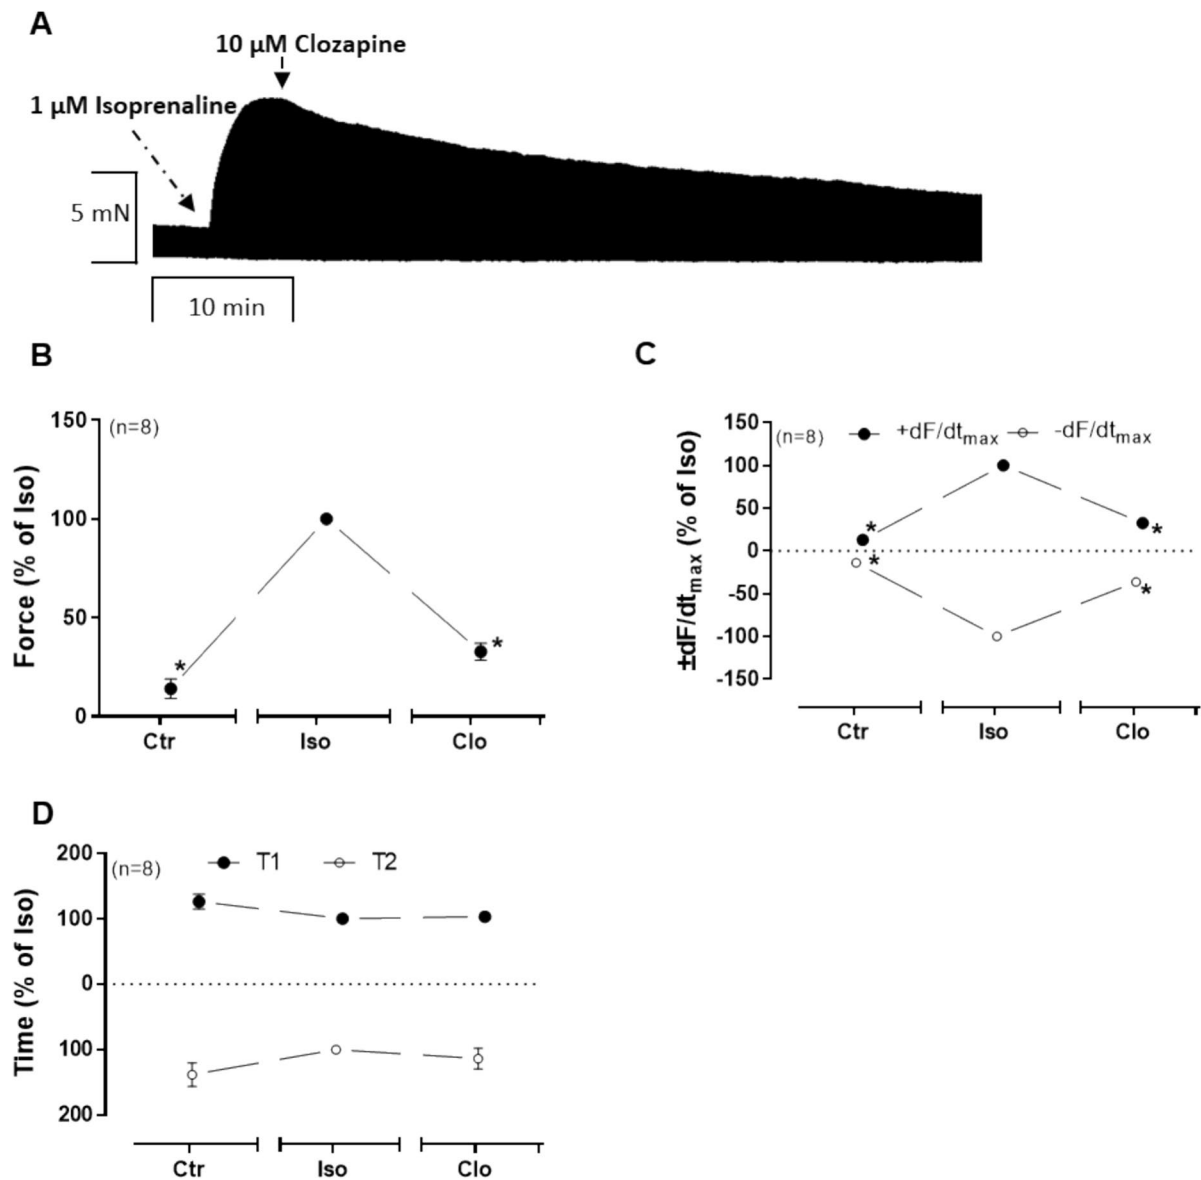 A
10 µM Clozapine
1 µM Isoprenaline
5 mN
10 min
B
(n=8)
Force (% of Iso)
150
100
50
0
Ctr
Iso
Clo
C
(n=8)
+dF/dtmax
-dF/dtmax
±dF/dtmax (% of Iso)
150
100
50
0
-50
-100
-150
*
*
*
*
Ctr
Iso
Clo
*
*
D
(n=8)
T1
T2
Time (% of Iso)
200
100
0
100
200
Ctr
Iso
Clo